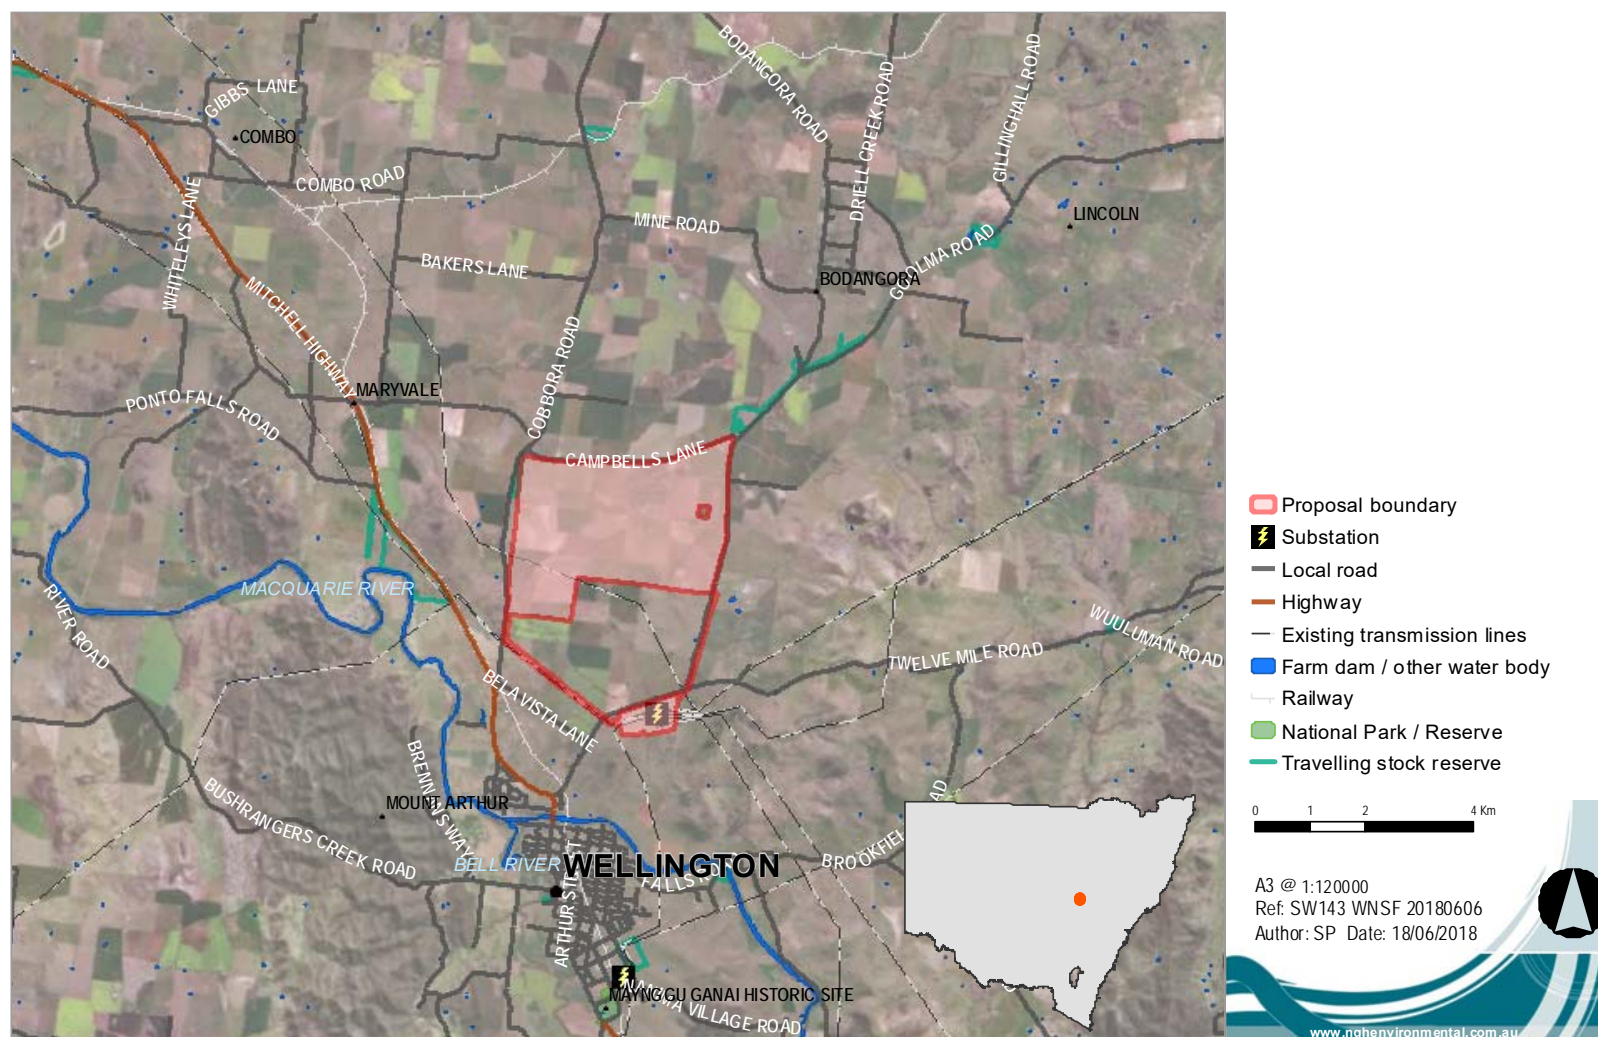 BODANGORA ROAD
GILLINGHALL ROAD
DRIELL CREEK ROAD
GIBBS LANE
COMBO
COMBO ROAD
WHITELEYS LANE
MINE ROAD
LINCOLN
GOOLMA ROAD
BAKERS LANE
BODANGORA
MITCHELL HIGHWAY
COBBORA ROAD
MARYVALE
PONTO FALLS ROAD
CAMPBELLS LANE
MACQUARIE RIVER
RIVER ROAD
WUULUMAN ROAD
TWELVE MILE ROAD
BELAVISTA LANE
BRENNANS WAY
MOUNT ARTHUR
BUSHRANGERS CREEK ROAD
BELL RIVER
WELLINGTON
FALLS
BROOKFIEL
AD
ARTHUR STREET
MAYNGGU GANAI HISTORIC SITE
VILLAGE ROAD
Proposal boundary
Substation
Local road
Highway
Existing transmission lines
Farm dam / other water body
Railway
National Park / Reserve
Travelling stock reserve
0 1 2 4 Km
A3 @ 1:120000
Ref: SW143 WNSF 20180606
Author: SP Date: 18/06/2018
www.nghenvironmental.com.au